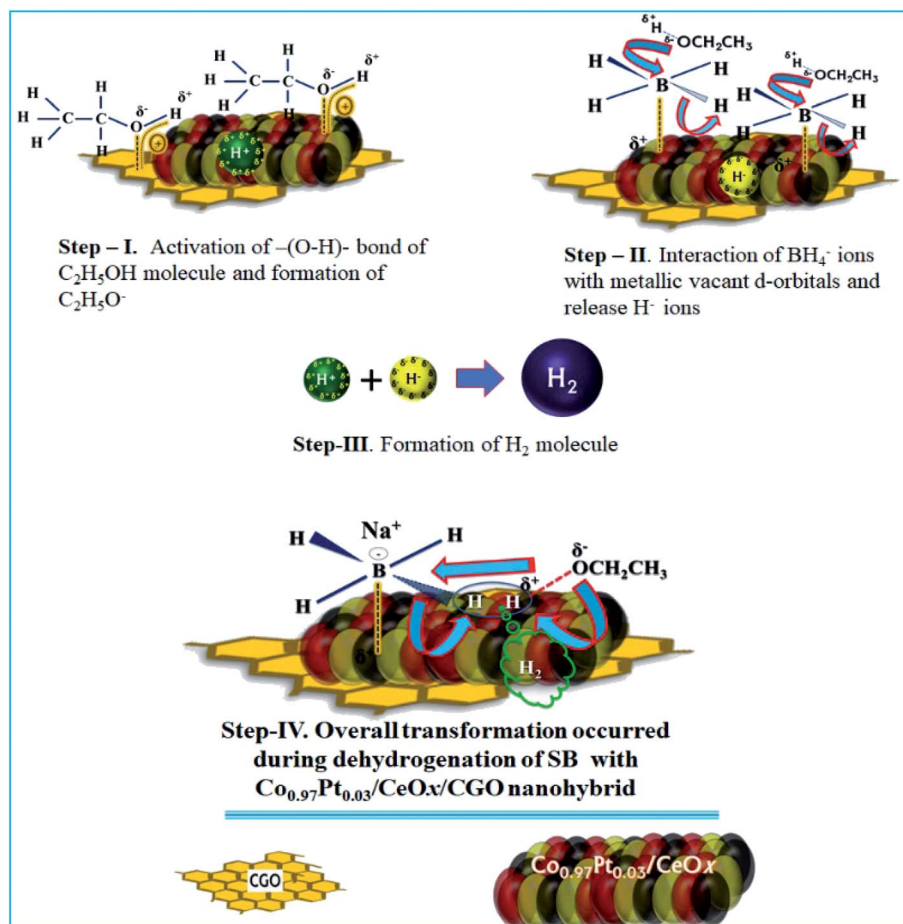 H H
H C C δ- δ+
H H O H
H H
H C C δ- δ+
H H O H
+
+
H+
δ+ δ+ δ+ δ+ δ+ δ+ δ+ δ+
Step – I. Activation of –(O-H)- bond of
C₂H₅OH molecule and formation of
C₂H₅O⁻
δ+
H δ- OCH₂CH₃
H H
B
H H
δ+
δ+
H δ- OCH₂CH₃
H H
B
H H
δ+
H-
δ- δ- δ- δ- δ- δ- δ- δ-
Step – II. Interaction of BH₄⁻ ions
with metallic vacant d-orbitals and
release H⁻ ions
H+ + H- H₂
Step-III. Formation of H₂ molecule
Na⁺
H H
-
B
H
δ-
OCH₂CH₃
δ+
H H
δ+
H₂
Step-IV. Overall transformation occurred
during dehydrogenation of SB with
Co₀.₉₇Pt₀.₀₃/CeOx/CGO nanohybrid
CGO
Co₀.₉₇Pt₀.₀₃/CeOx